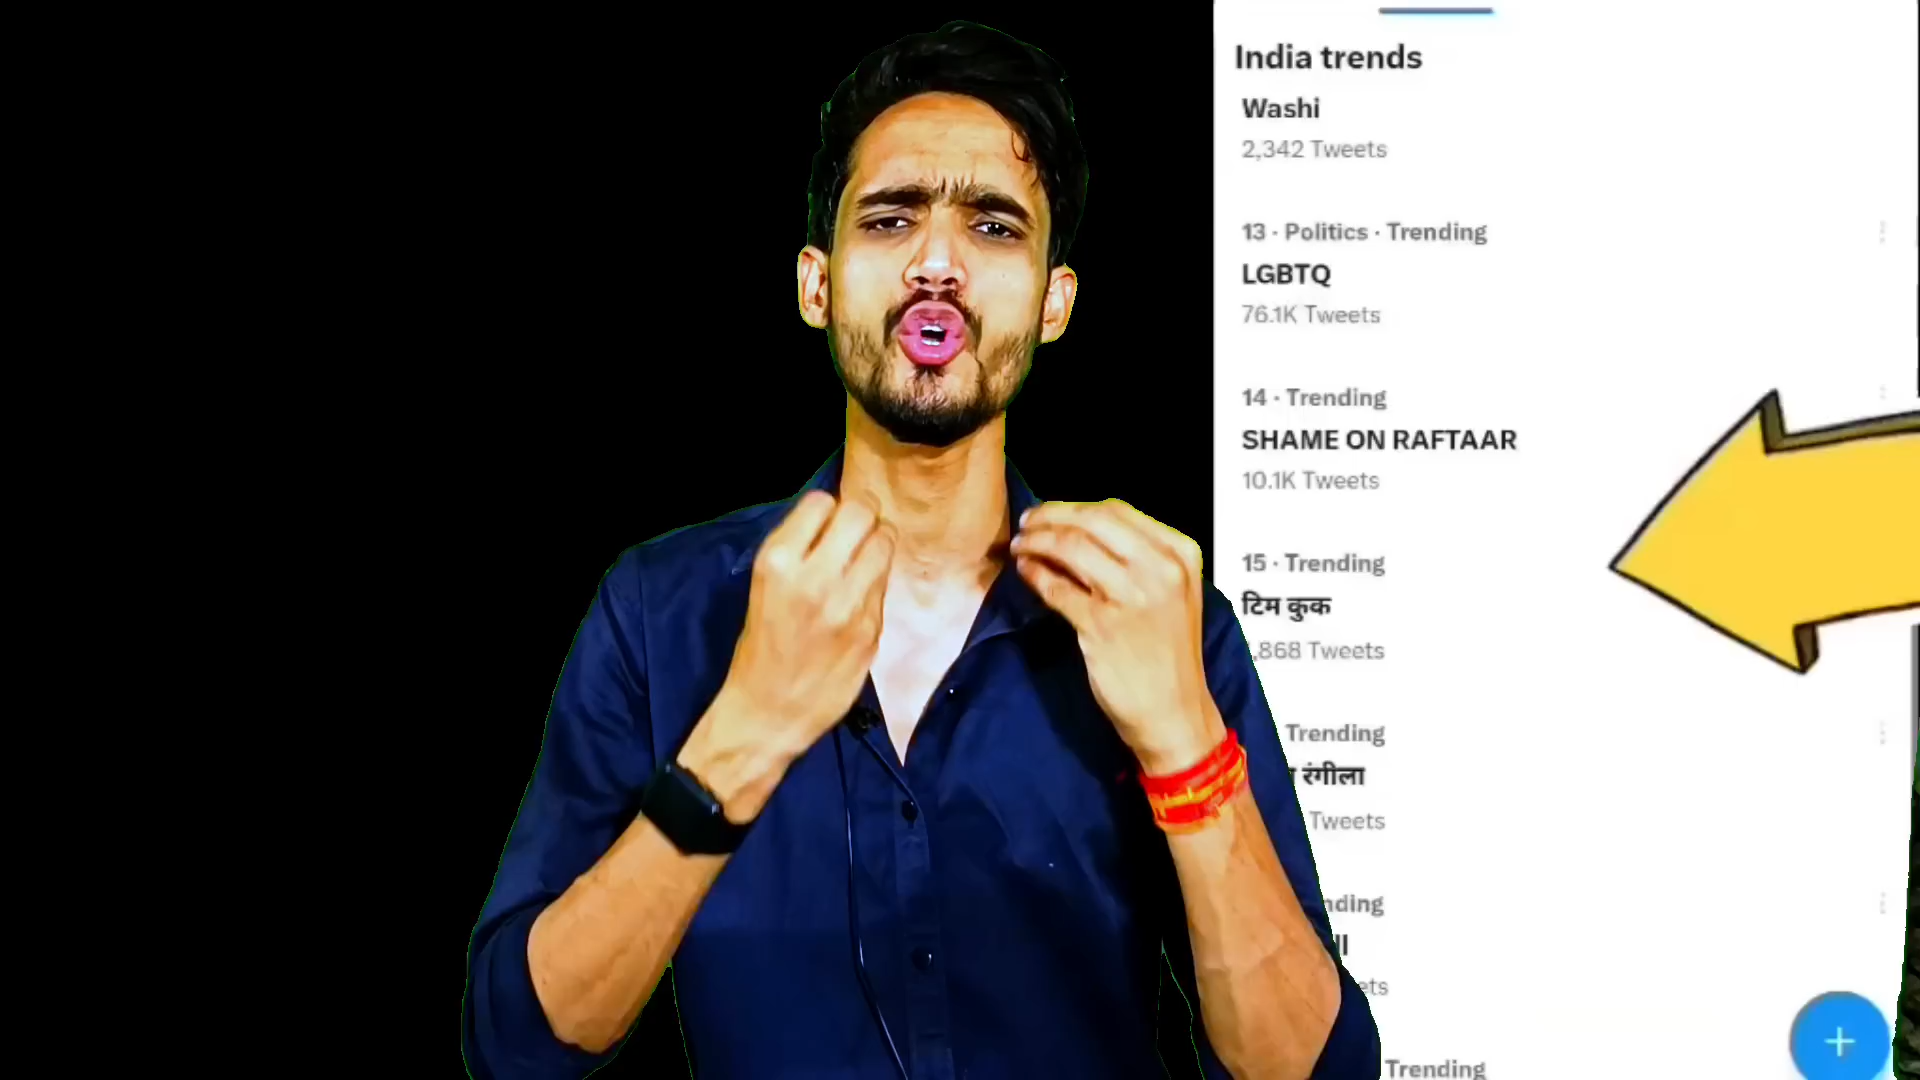 India trends
Washi
2,342 Tweets
13 · Politics · Trending
LGBTQ
76.1K Tweets
14 · Trending
SHAME ON RAFTAAR
10.1K Tweets
15 · Trending
टिम कुक
,868 Tweets
Trending
रंगीला
Tweets
Trending